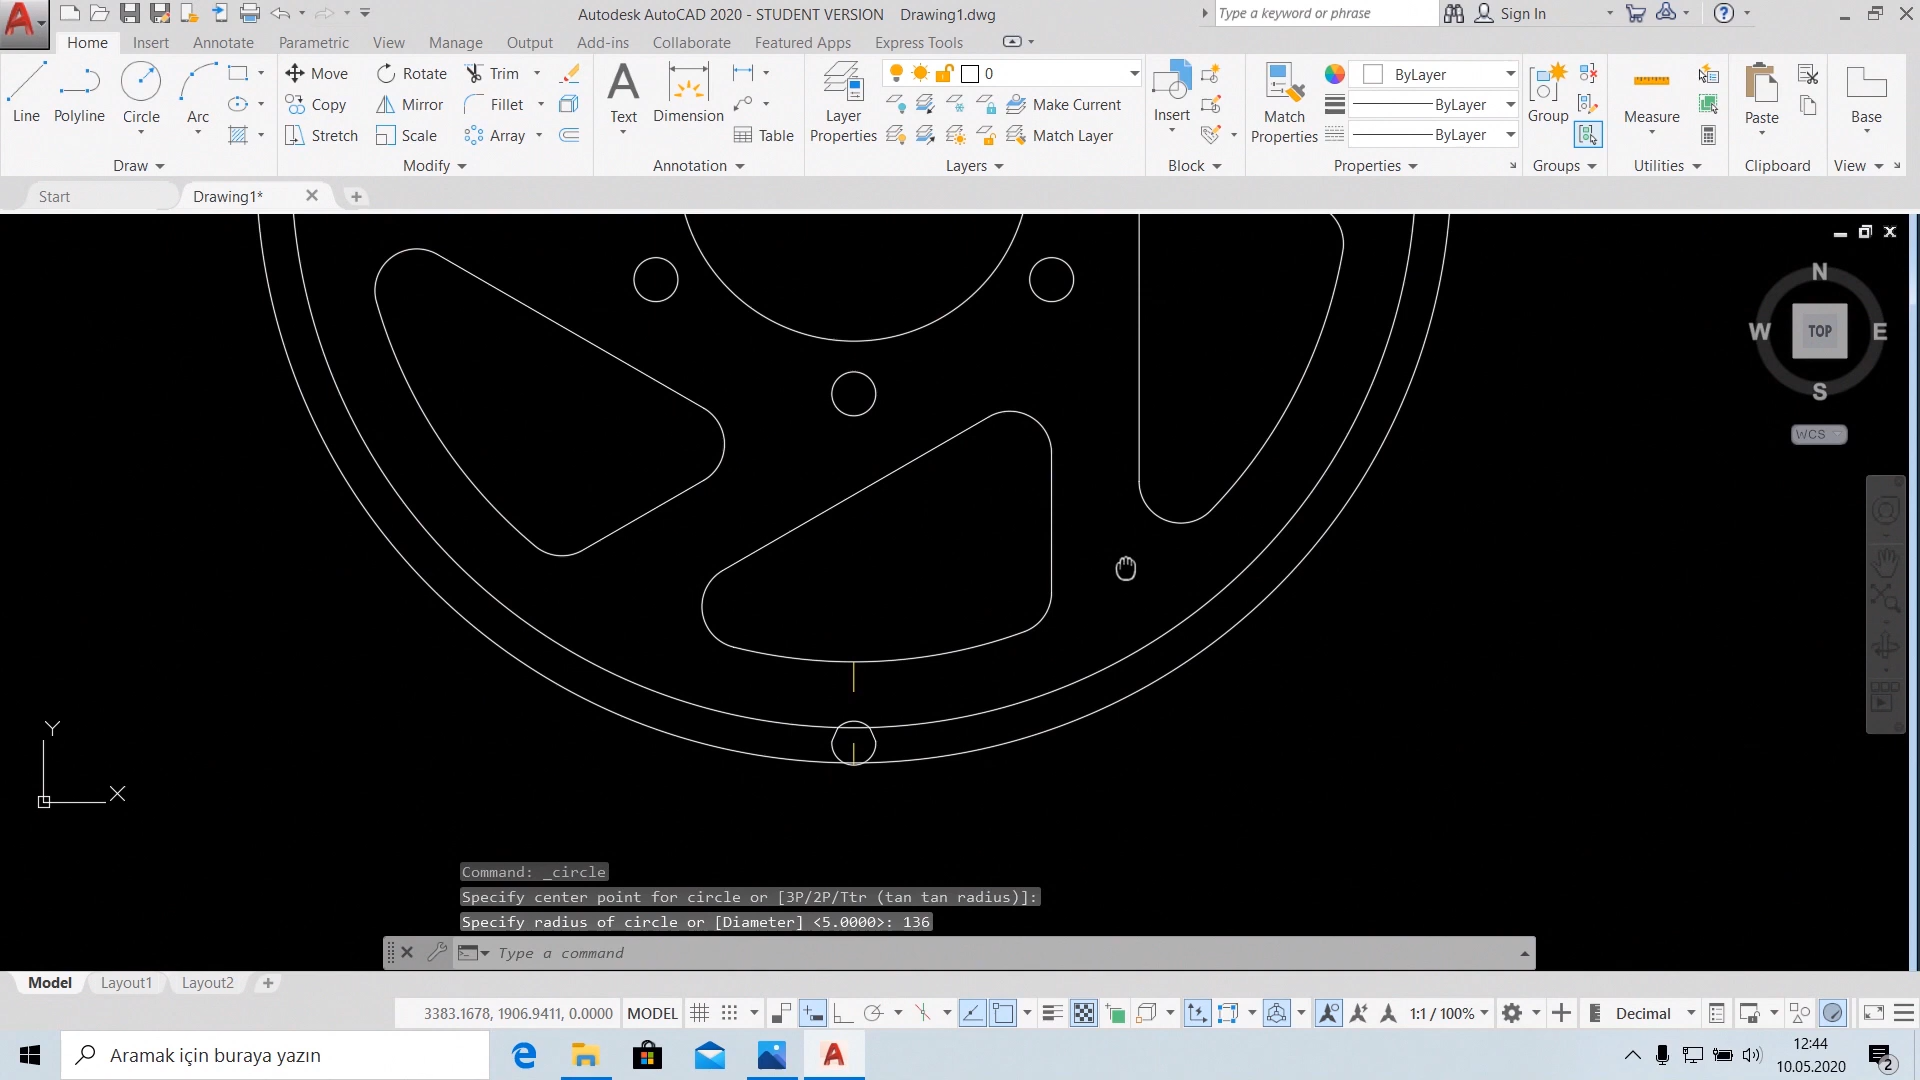 Autodesk AutoCAD 2020 - STUDENT VERSION Drawing1.dwg
Type a keyword or phrase
Sign In
Home Insert Annotate Parametric View Manage Output Add-ins Collaborate Featured Apps Express Tools
Line Polyline Circle Arc
Move Rotate Trim
Copy Mirror Fillet
Stretch Scale Array
Text Dimension Table
Layer Properties
0
Make Current
Match Layer
Insert
Match Properties
ByLayer
ByLayer
ByLayer
Group Measure Paste Base
Draw Modify Annotation Layers Block Properties Groups Utilities Clipboard View
Start Drawing1*
N
W TOP E
S
WCS
Y
X
Command: _circle
Specify center point for circle or [3P/2P/Ttr (tan tan radius)]:
Specify radius of circle or [Diameter] <5.0000>: 136
Type a command
Model Layout1 Layout2
3383.1678, 1906.9411, 0.0000 MODEL 1:1 / 100% Decimal
Aramak için buraya yazın
12:44
10.05.2020
2